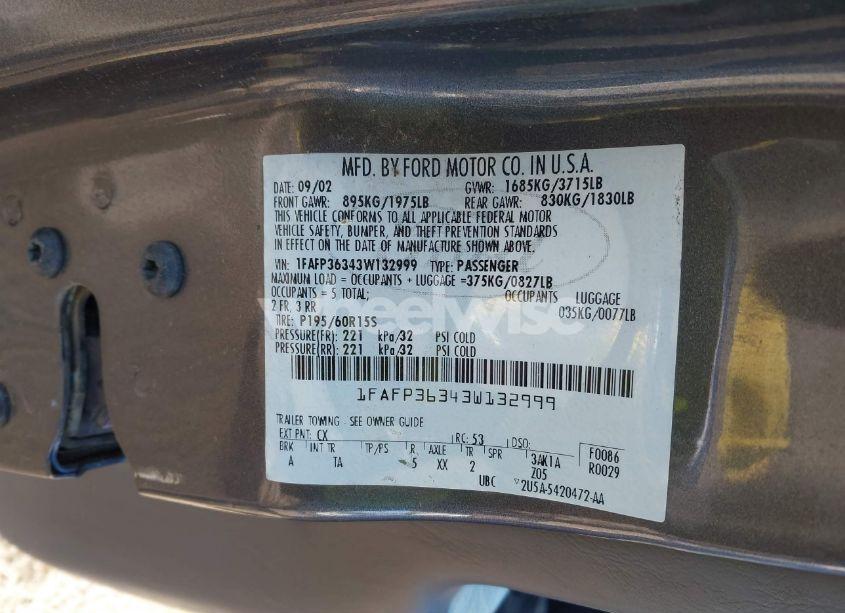 MFD. BY FORD MOTOR CO. IN U.S.A.
DATE: 09/02 GVWR: 1685KG/3715LB
FRONT GAWR: 895KG/1975LB REAR GAWR: 830KG/1830LB
THIS VEHICLE CONFORMS TO ALL APPLICABLE FEDERAL MOTOR
VEHICLE SAFETY, BUMPER, AND THEFT PREVENTION STANDARDS
IN EFFECT ON THE DATE OF MANUFACTURE SHOWN ABOVE.
VIN: 1FAFP36343W132999 TYPE: PASSENGER
MAXIMUM LOAD = OCCUPANTS + LUGGAGE =375KG/0827LB
OCCUPANTS = 5 TOTAL; OCCUPANTS LUGGAGE
2 FR, 3 RR 035KG/0077LB
TIRE: P195/60R15S
PRESSURE(FR): 221 kPa/32 PSI COLD
PRESSURE(RR): 221 kPa/32 PSI COLD
wheelwisc
1FAFP36343W132999
TRAILER TOWING - SEE OWNER GUIDE
EXT PNT: CX RC: 53 DSO: F0086
BRK INT TR TP/PS R AXLE TR SPR 3AK1A R0029
A TA 5 XX 2 Z05
UBC ▽2U5A-5420472-AA